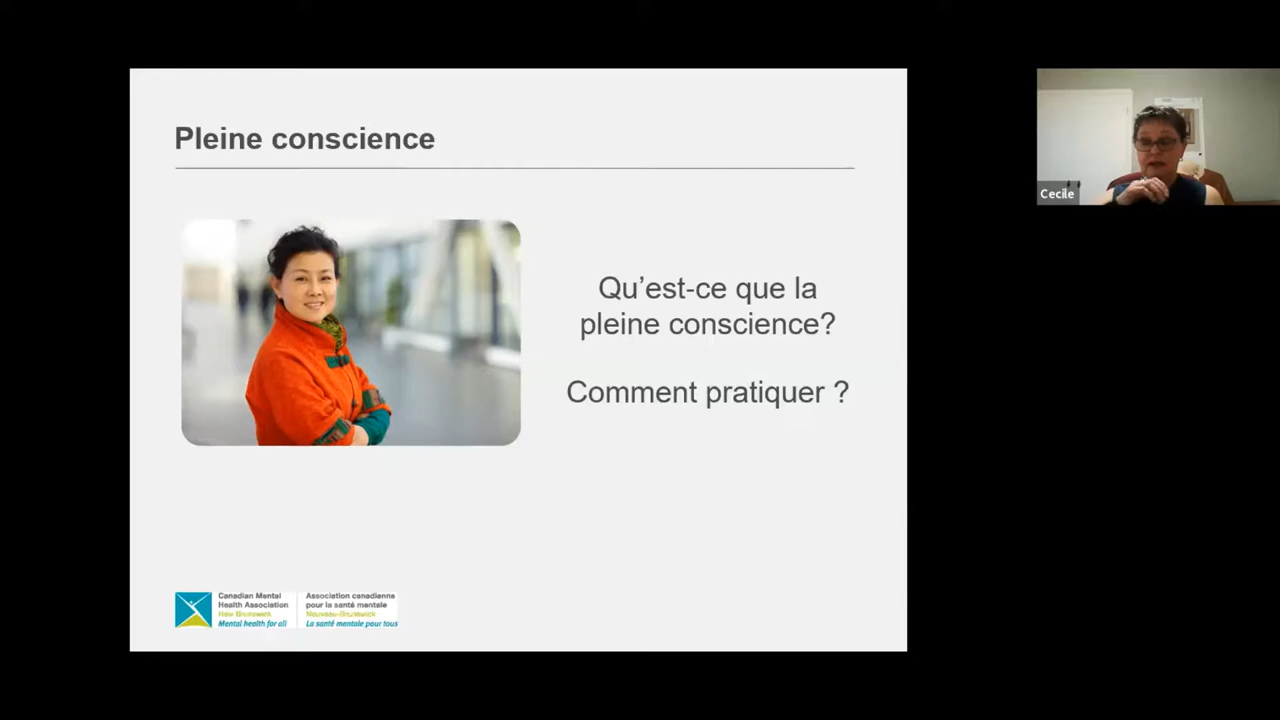 Pleine conscience
Qu’est-ce que la
pleine conscience?
Comment pratiquer ?
Cecile
Canadian Mental
Health Association
New Brunswick
Mental health for all
Association canadienne
pour la santé mentale
Nouveau-Brunswick
La santé mentale pour tous